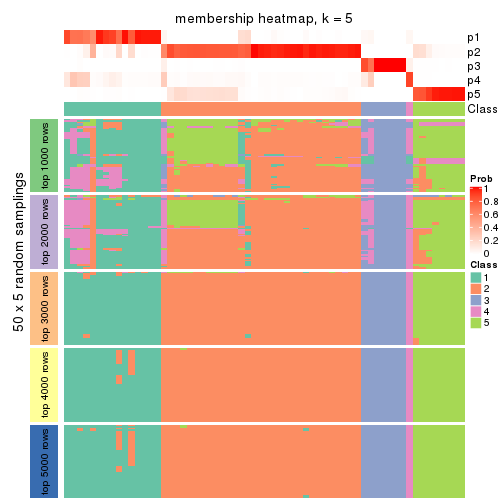 membership heatmap, k = 5
p1
p2
p3
p4
p5
Class
50 x 5 random samplings
top 1000 rows
top 2000 rows
top 3000 rows
top 4000 rows
top 5000 rows
Prob
1
0.8
0.6
0.4
0.2
0
Class
1
2
3
4
5